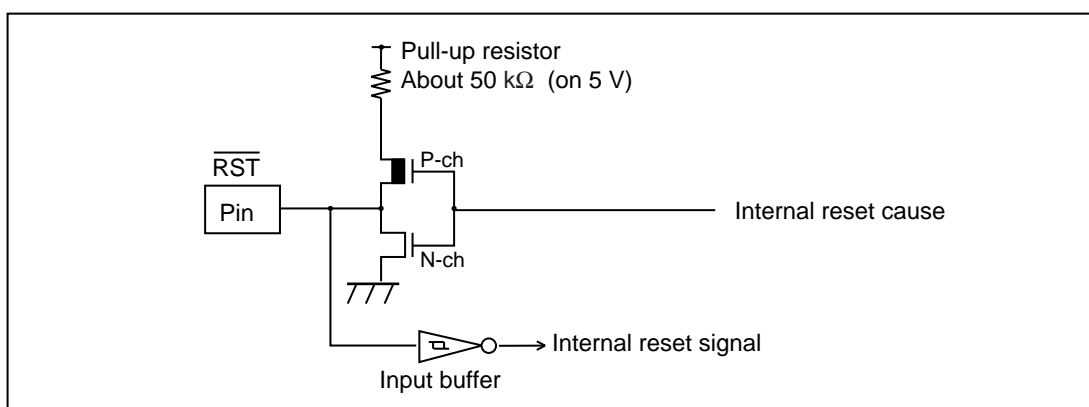 Pull-up resistor
About 50 kΩ (on 5 V)
RST
P-ch
Pin
Internal reset cause
N-ch
Internal reset signal
Input buffer